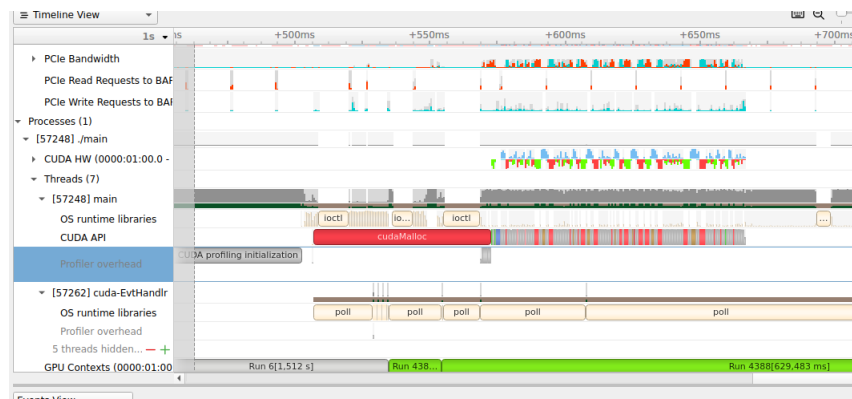 Timeline View
1s
+500ms +550ms +600ms +650ms +700ms
PCIe Bandwidth
PCIe Read Requests to BAR
PCIe Write Requests to BAR
Processes (1)
[57248] ./main
CUDA HW (0000:01:00.0 -
Threads (7)
[57248] main
OS runtime libraries ioctl io... ioctl ...
CUDA API cudaMalloc
Profiler overhead CUDA profiling initialization
[57262] cuda-EvtHandlr
OS runtime libraries poll poll poll poll poll
Profiler overhead
5 threads hidden... — +
GPU Contexts (0000:01:00 Run 6[1,512 s] Run 438... Run 4388[629,483 ms]
Events View